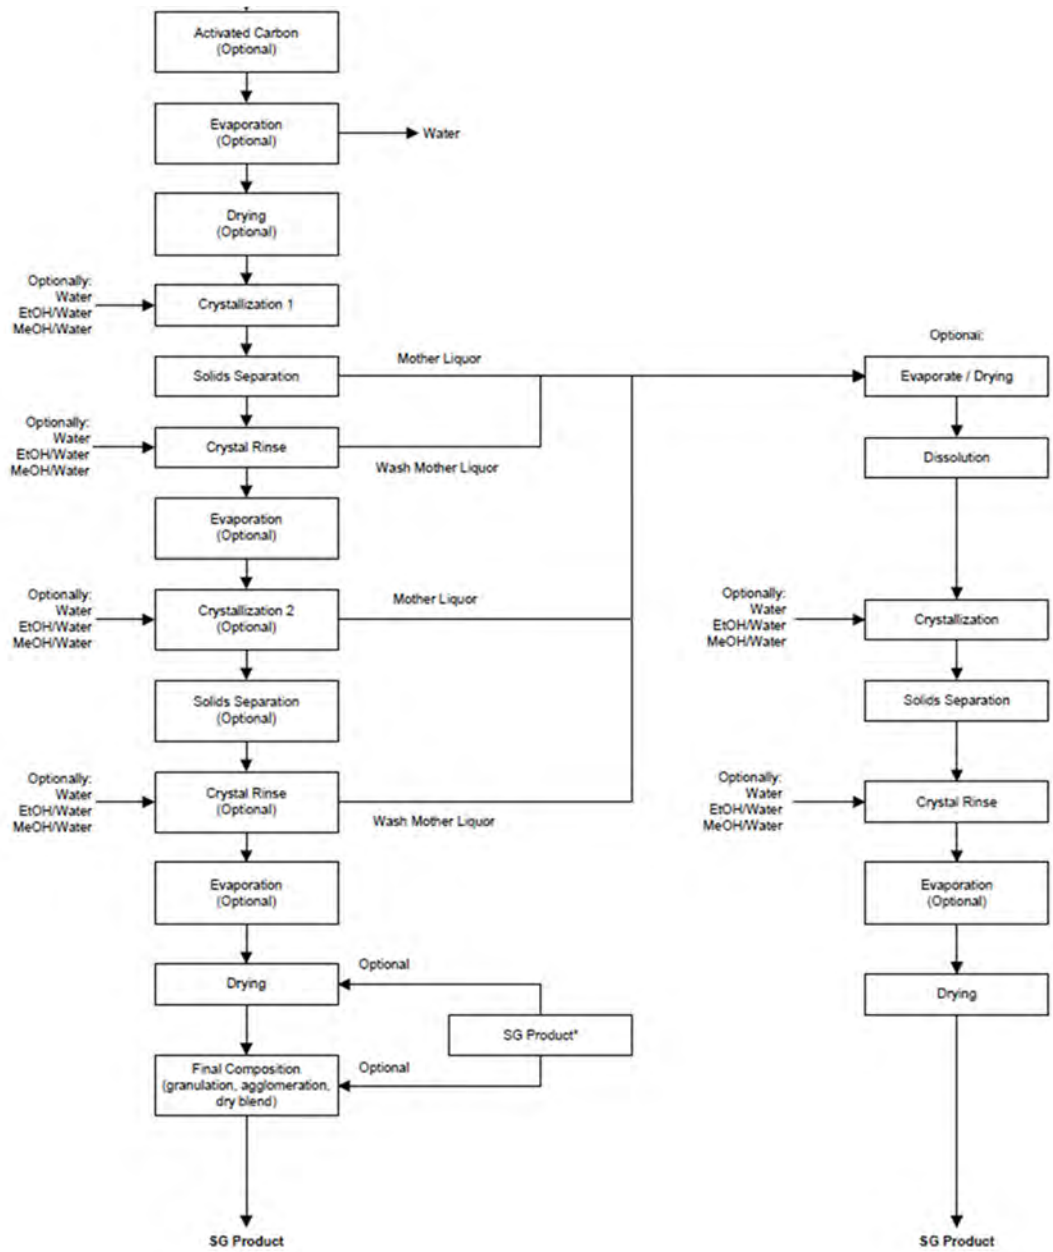 Activated Carbon
(Optional)
Evaporation
(Optional)
Water
Drying
(Optional)
Optionally:
Water
EtOH/Water
MeOH/Water
Crystallization 1
Solids Separation
Mother Liquor
Optionally:
Water
EtOH/Water
MeOH/Water
Crystal Rinse
Wash Mother Liquor
Evaporation
(Optional)
Optionally:
Water
EtOH/Water
MeOH/Water
Crystallization 2
(Optional)
Mother Liquor
Solids Separation
(Optional)
Optionally:
Water
EtOH/Water
MeOH/Water
Crystal Rinse
(Optional)
Wash Mother Liquor
Evaporation
(Optional)
Drying
Optional
SG Product*
Optional
Final Composition
(granulation, agglomeration,
dry blend)
SG Product
Optional:
Evaporate / Drying
Dissolution
Optionally:
Water
EtOH/Water
MeOH/Water
Crystallization
Solids Separation
Optionally:
Water
EtOH/Water
MeOH/Water
Crystal Rinse
Evaporation
(Optional)
Drying
SG Product